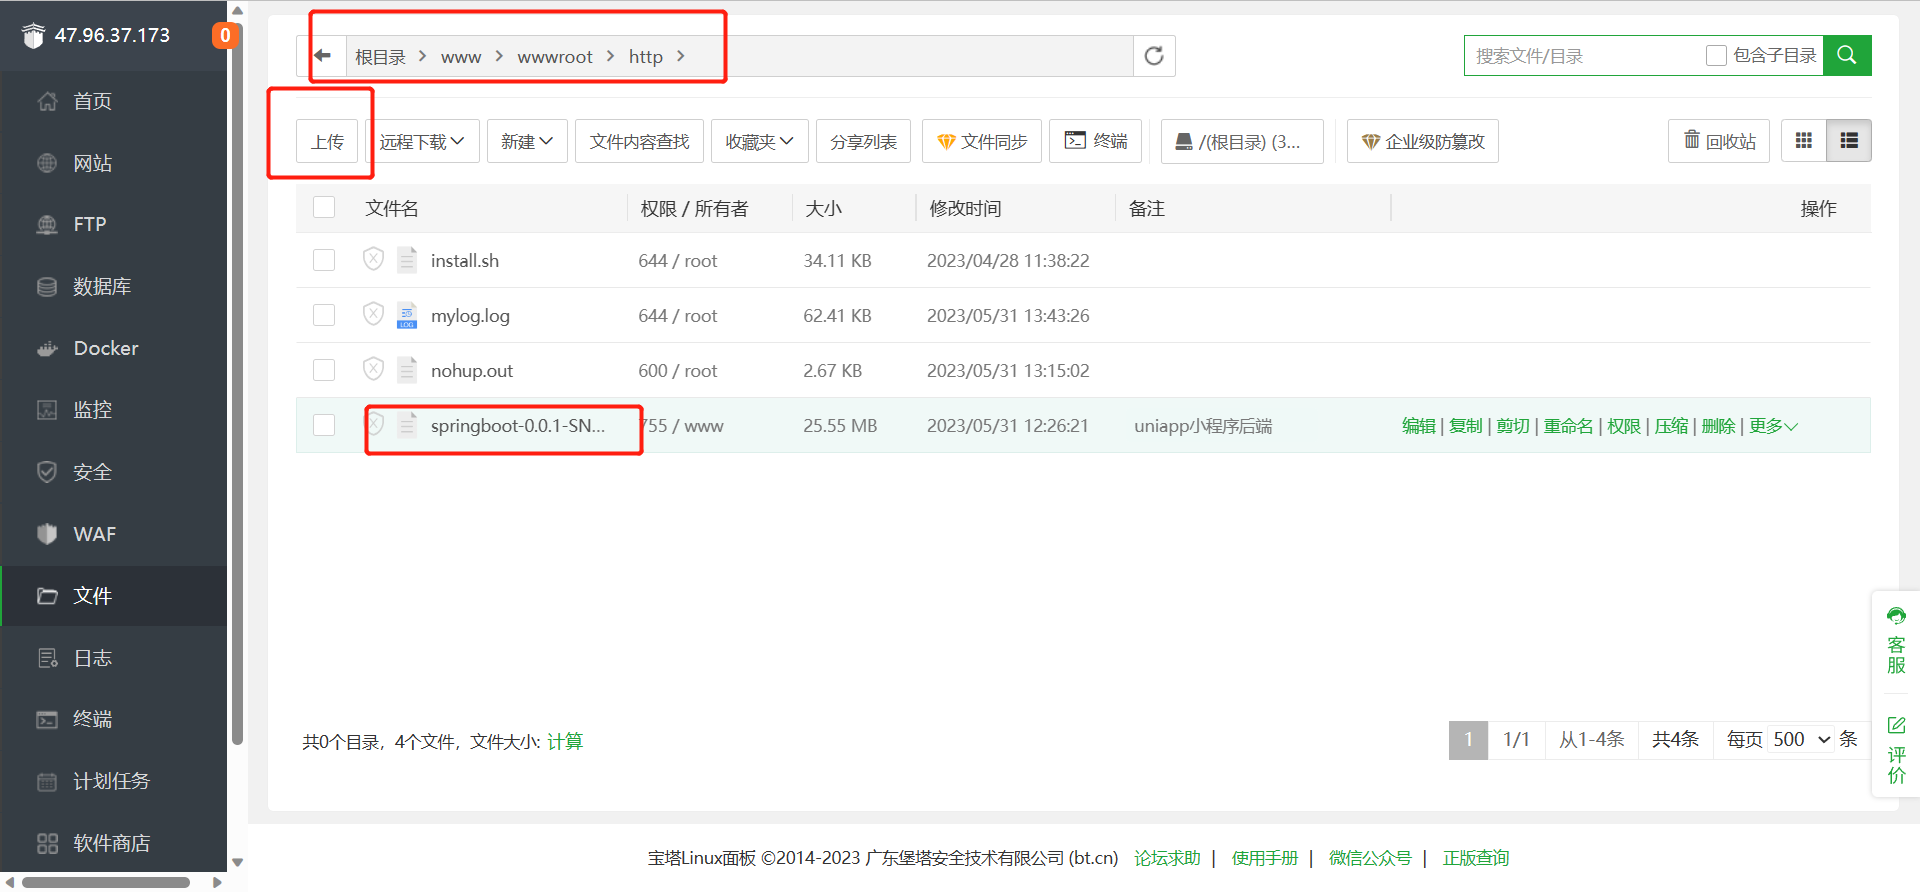 47.96.37.173 0
首页
网站
FTP
数据库
Docker
监控
安全
WAF
文件
日志
终端
计划任务
软件商店
根目录 www wwwroot http
搜索文件/目录 包含子目录
上传 远程下载 新建 文件内容查找 收藏夹 分享列表 文件同步 终端 /(根目录) (3... 企业级防篡改 回收站
文件名 权限 / 所有者 大小 修改时间 备注 操作
install.sh 644 / root 34.11 KB 2023/04/28 11:38:22
LOG mylog.log 644 / root 62.41 KB 2023/05/31 13:43:26
nohup.out 600 / root 2.67 KB 2023/05/31 13:15:02
springboot-0.0.1-SN... 755 / www 25.55 MB 2023/05/31 12:26:21 uniapp小程序后端 编辑 | 复制 | 剪切 | 重命名 | 权限 | 压缩 | 删除 | 更多
共0个目录，4个文件，文件大小: 计算
1 1/1 从1-4条 共4条 每页 500 条
客服
评价
宝塔Linux面板 ©2014-2023 广东堡塔安全技术有限公司 (bt.cn) 论坛求助 | 使用手册 | 微信公众号 | 正版查询